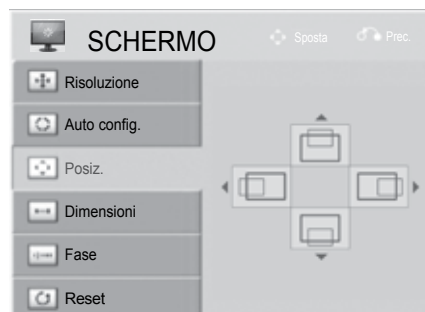 SCHERMO
Sposta
Prec.
Risoluzione
Auto config.
Posiz.
Dimensioni
Fase
Reset